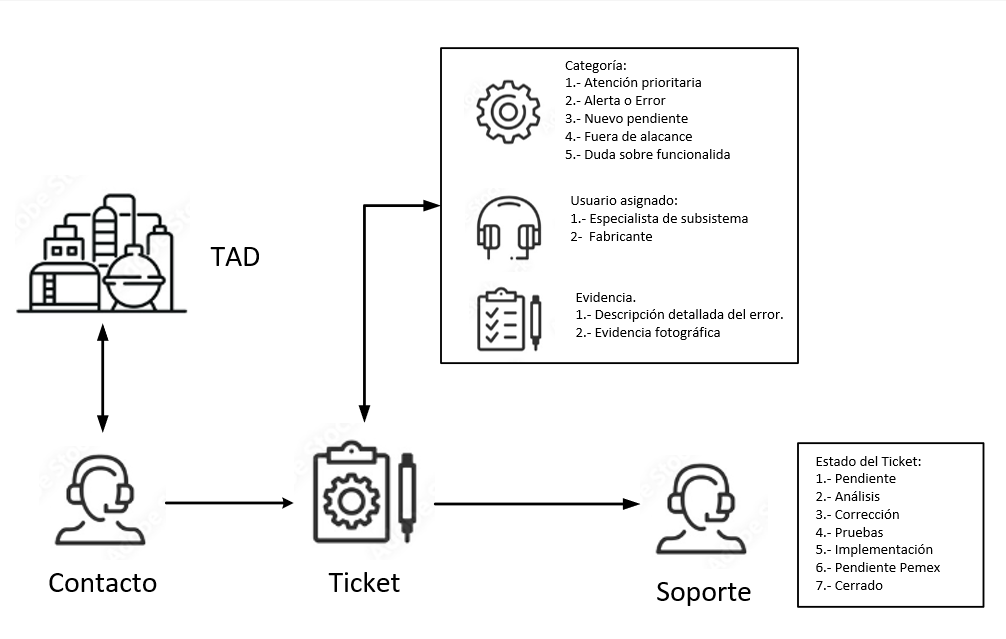 Categoría:
1.- Atención prioritaria
2.- Alerta o Error
3.- Nuevo pendiente
4.- Fuera de alacance
5.- Duda sobre funcionalida
Usuario asignado:
1.- Especialista de subsistema
2-  Fabricante
Evidencia.
1.- Descripción detallada del error.
2.- Evidencia fotográfica
TAD
Contacto
Ticket
Soporte
Estado del Ticket:
1.- Pendiente
2.- Análisis
3.- Corrección
4.- Pruebas
5.- Implementación
6.- Pendiente Pemex
7.- Cerrado